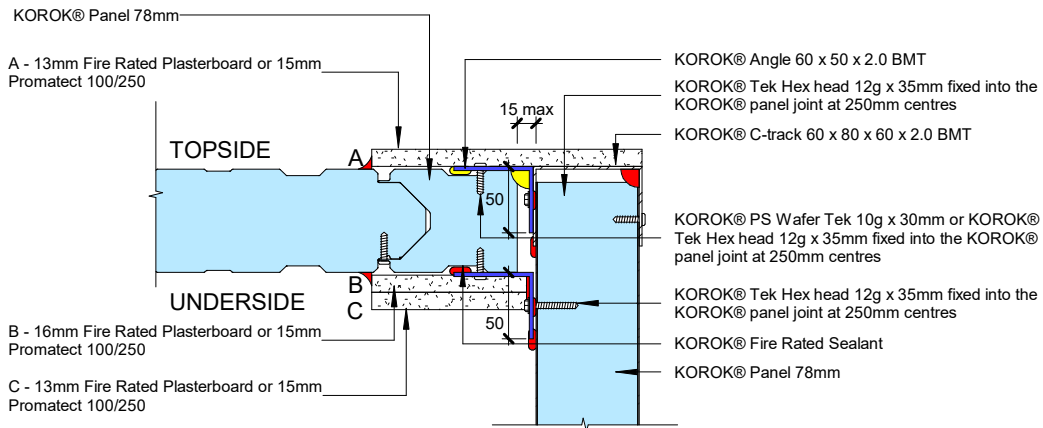 KOROK® Panel 78mm
A - 13mm Fire Rated Plasterboard or 15mm
Promatect 100/250
TOPSIDE
A
UNDERSIDE
B
C
B - 16mm Fire Rated Plasterboard or 15mm
Promatect 100/250
C - 13mm Fire Rated Plasterboard or 15mm
Promatect 100/250
15 max
50
50
KOROK® Angle 60 x 50 x 2.0 BMT
KOROK® Tek Hex head 12g x 35mm fixed into the
KOROK® panel joint at 250mm centres
KOROK® C-track 60 x 80 x 60 x 2.0 BMT
KOROK® PS Wafer Tek 10g x 30mm or KOROK®
Tek Hex head 12g x 35mm fixed into the KOROK®
panel joint at 250mm centres
KOROK® Tek Hex head 12g x 35mm fixed into the
KOROK® panel joint at 250mm centres
KOROK® Fire Rated Sealant
KOROK® Panel 78mm